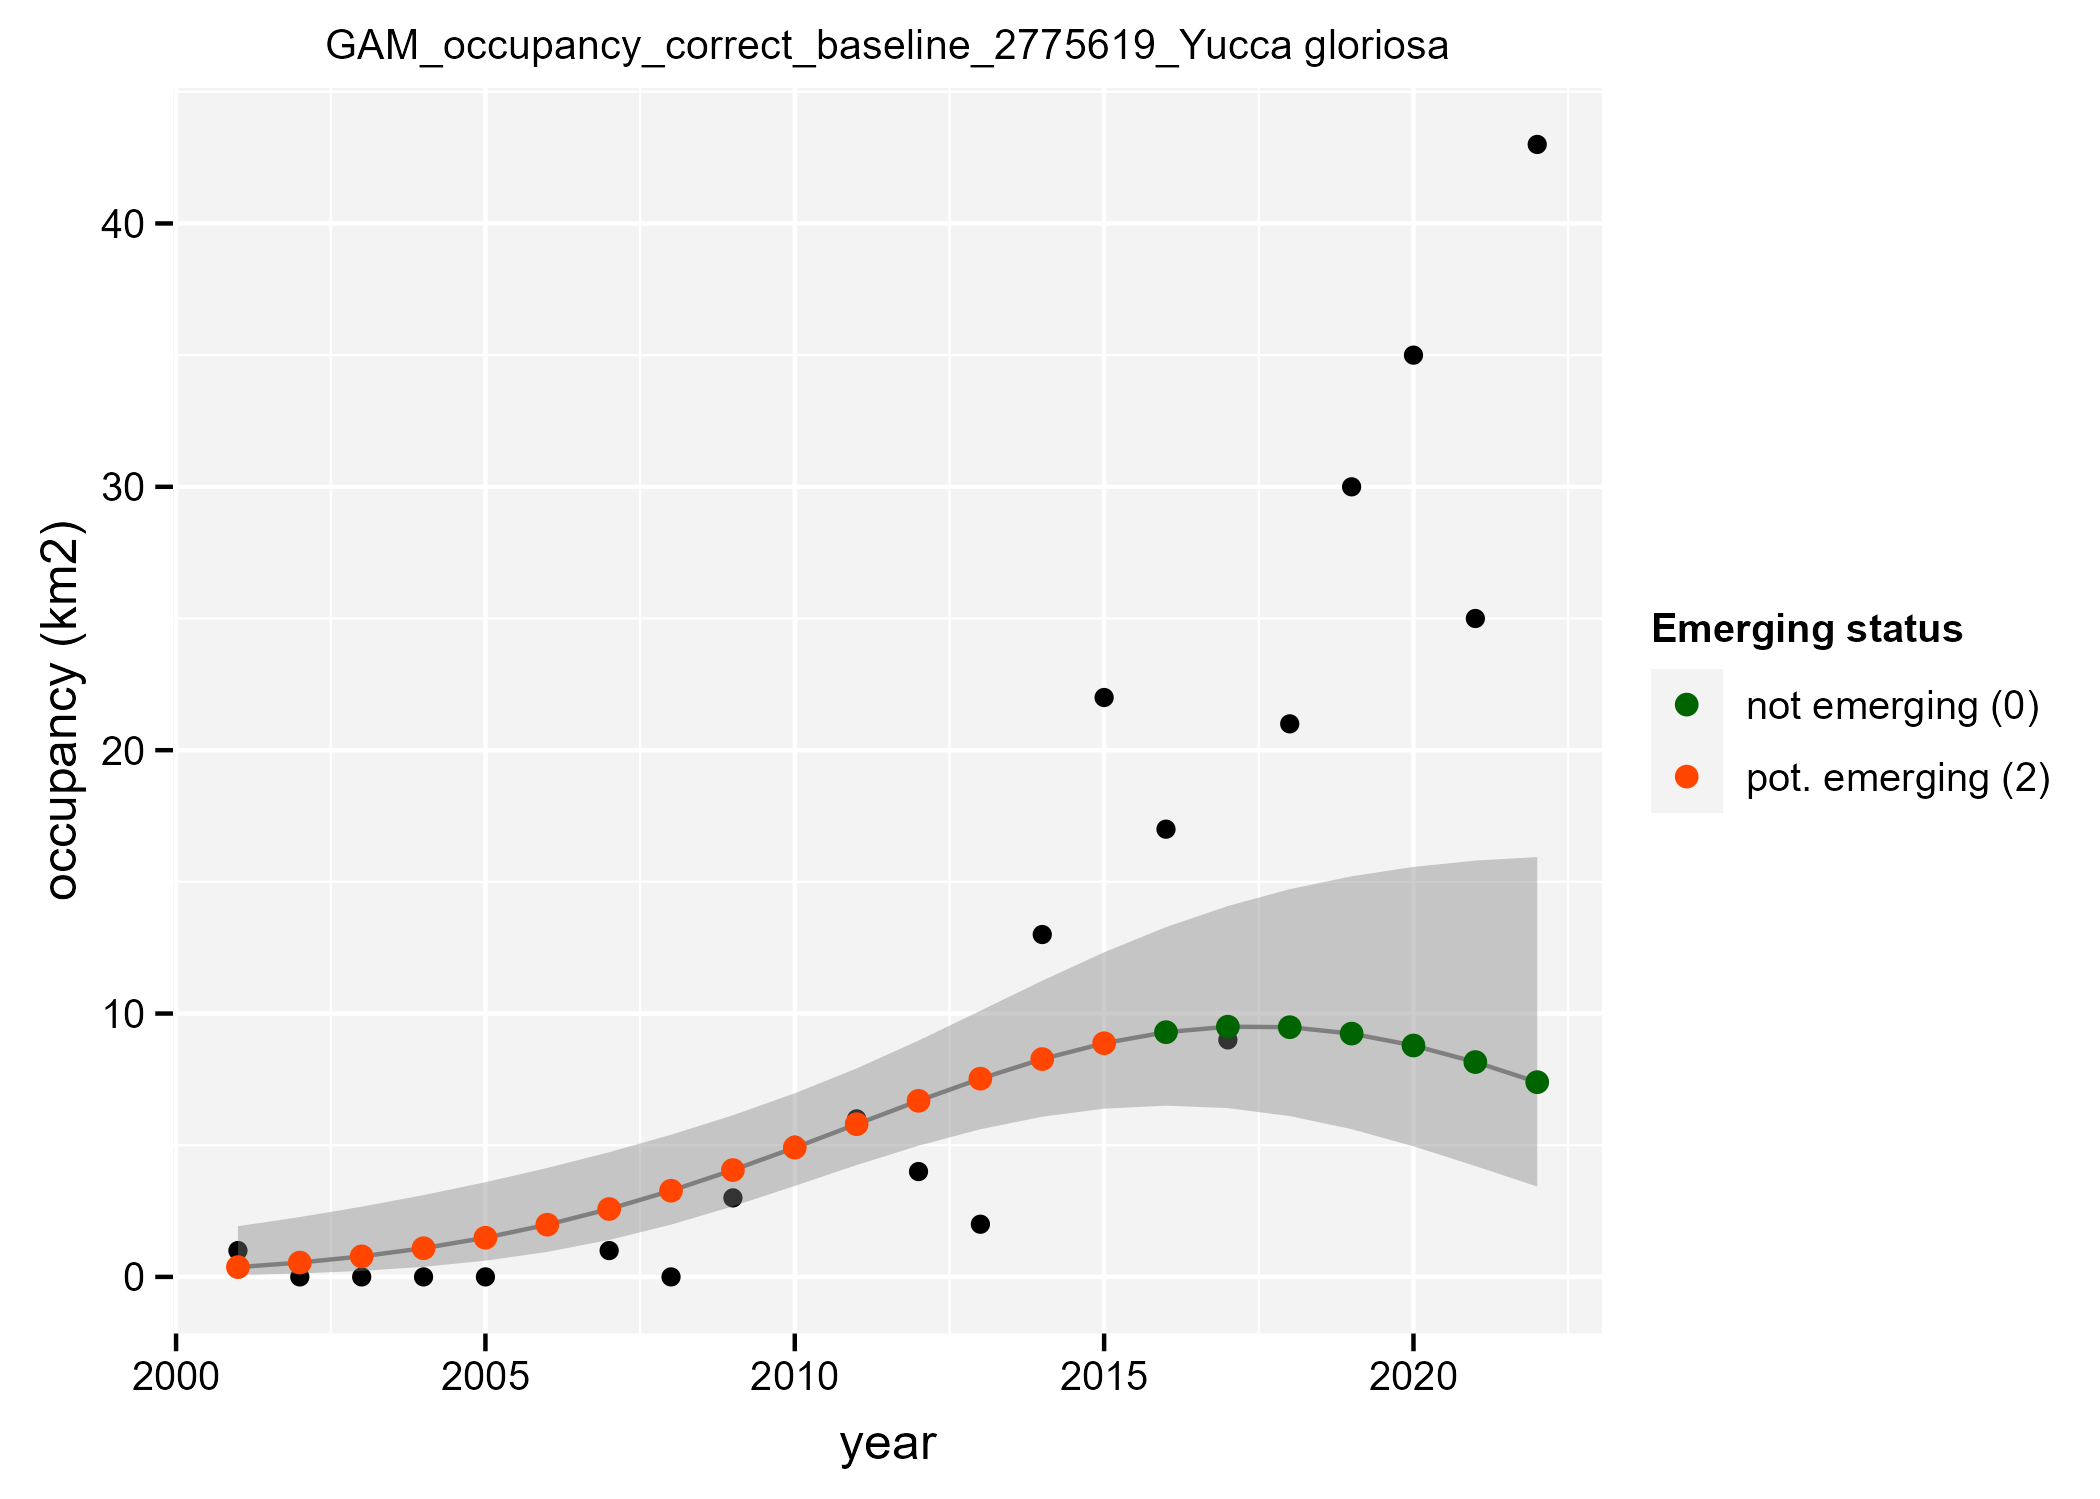 GAM_occupancy_correct_baseline_2775619_Yucca gloriosa
occupancy (km2)
40
30
20
10
0
2000
2005
2010
2015
2020
year
Emerging status
not emerging (0)
pot. emerging (2)